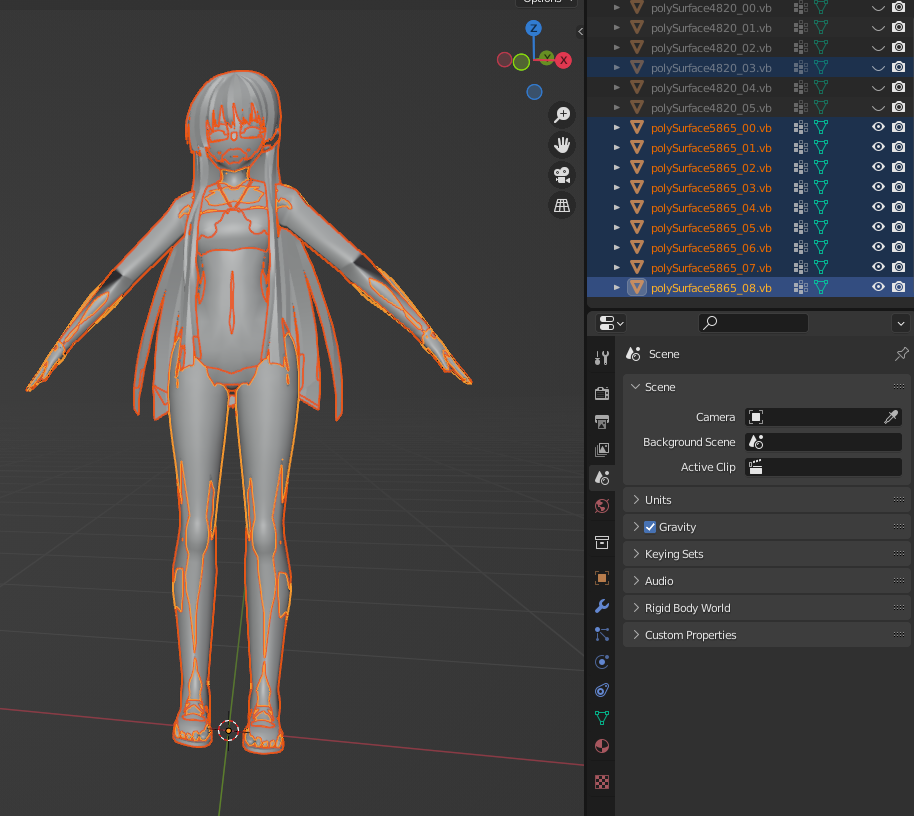 Options
polySurface4820_00.vb
polySurface4820_01.vb
polySurface4820_02.vb
polySurface4820_03.vb
polySurface4820_04.vb
polySurface4820_05.vb
polySurface5865_00.vb
polySurface5865_01.vb
polySurface5865_02.vb
polySurface5865_03.vb
polySurface5865_04.vb
polySurface5865_05.vb
polySurface5865_06.vb
polySurface5865_07.vb
polySurface5865_08.vb
Z
Y
X
Scene
Scene
Camera
Background Scene
Active Clip
Units
Gravity
Keying Sets
Audio
Rigid Body World
Custom Properties